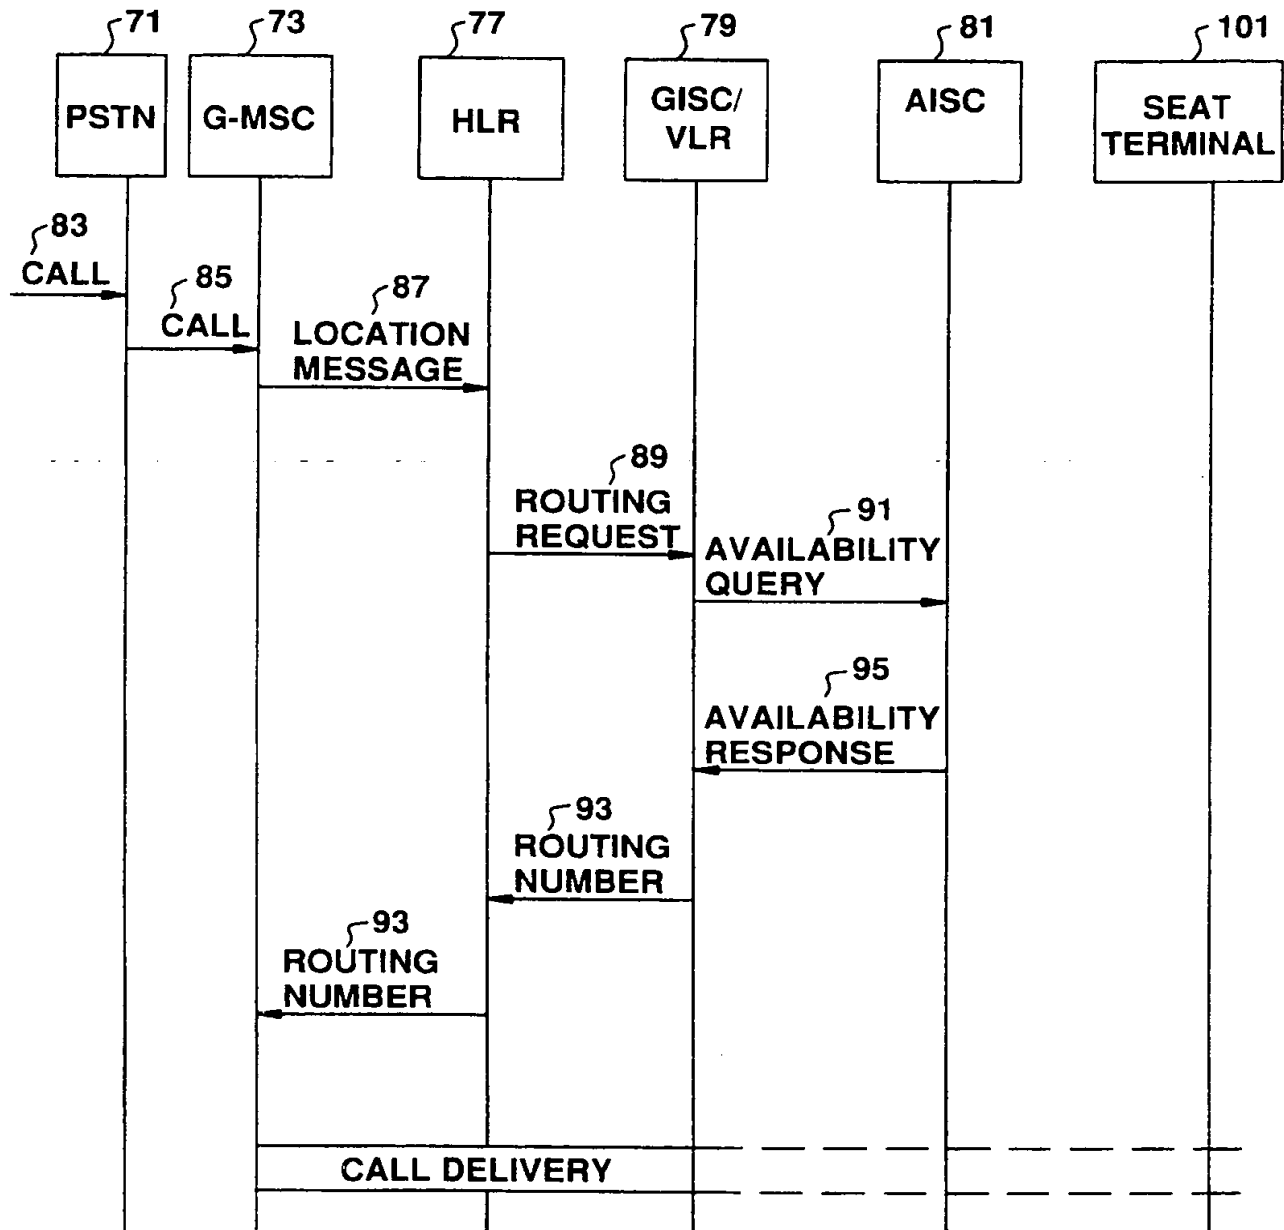 71
73
77
79
81
101
PSTN
G-MSC
HLR
GISC/
VLR
AISC
SEAT
TERMINAL
83
CALL
85
CALL
87
LOCATION
MESSAGE
89
ROUTING
REQUEST
91
AVAILABILITY
QUERY
95
AVAILABILITY
RESPONSE
93
ROUTING
NUMBER
93
ROUTING
NUMBER
CALL DELIVERY